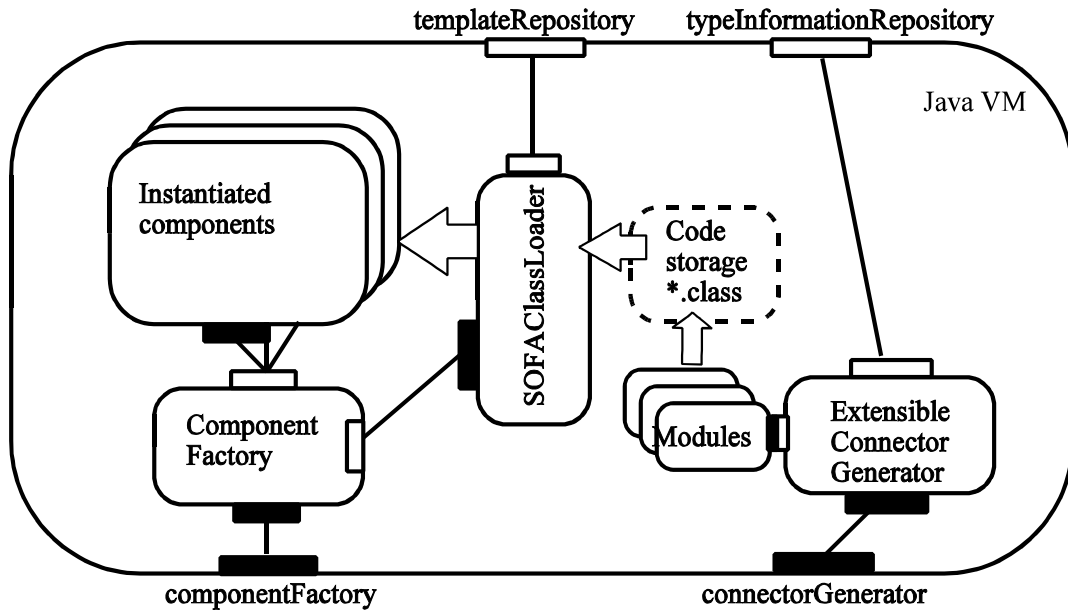 templateRepository
typeInformationRepository
Java VM
Instantiated
components
SOFAClassLoader
Code
storage
*.class
Component
Factory
Modules
Extensible
Connector
Generator
componentFactory
connectorGenerator